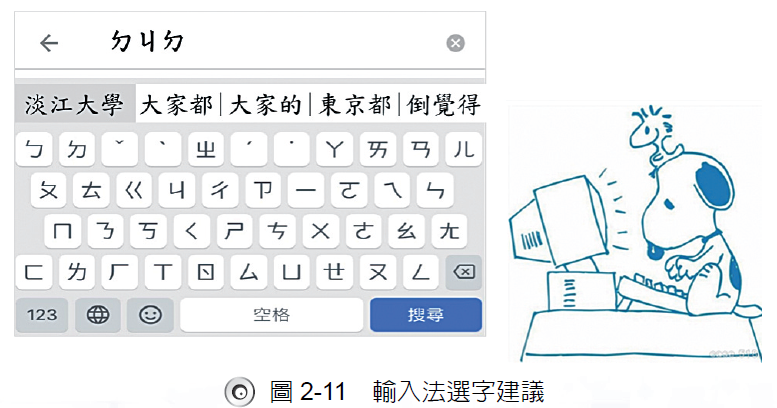 ㄉㄐㄉ
淡江大學 大家都|大家的|東京都|倒覺得
ㄅ ㄉ ˇ ˋ ㄓ ˊ ˙ ㄚ ㄞ ㄢ ㄦ
ㄆ ㄊ ㄍ ㄐ ㄔ ㄗ ㄧ ㄛ ㄟ ㄣ
ㄇ ㄋ ㄎ ㄑ ㄕ ㄘ ㄨ ㄜ ㄠ ㄤ
ㄈ ㄌ ㄏ ㄒ ㄖ ㄙ ㄩ ㄝ ㄡ ㄥ
123 空格 搜尋
圖 2-11 輸入法選字建議